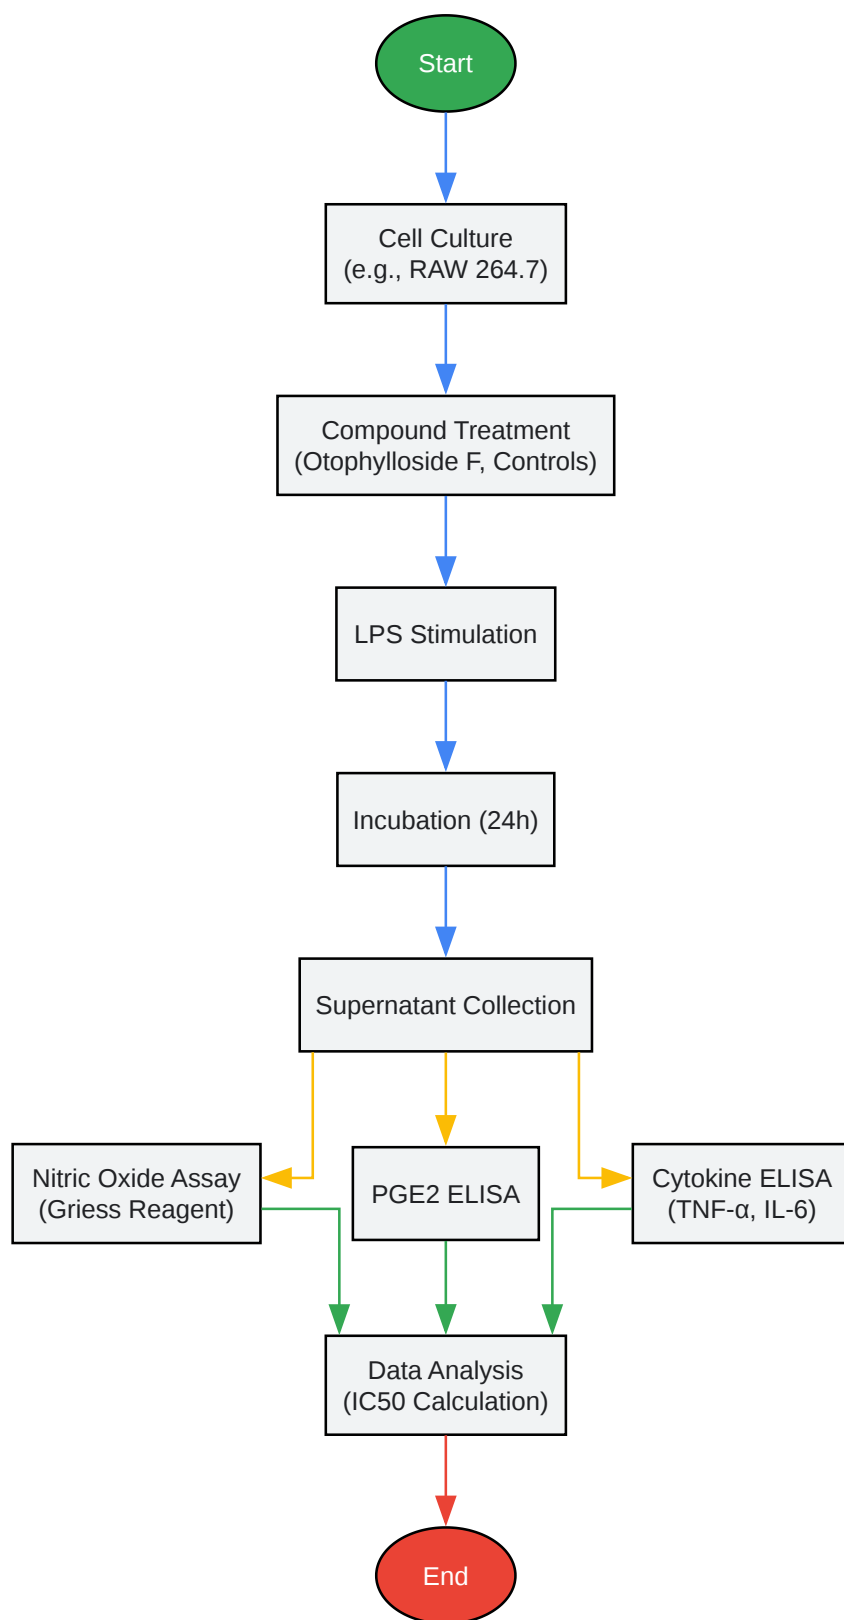 Start
Cell Culture
(e.g., RAW 264.7)
Compound Treatment
(Otophylloside F, Controls)
LPS Stimulation
Incubation (24h)
Supernatant Collection
Nitric Oxide Assay
(Griess Reagent)
PGE2 ELISA
Cytokine ELISA
(TNF-α, IL-6)
Data Analysis
(IC50 Calculation)
End